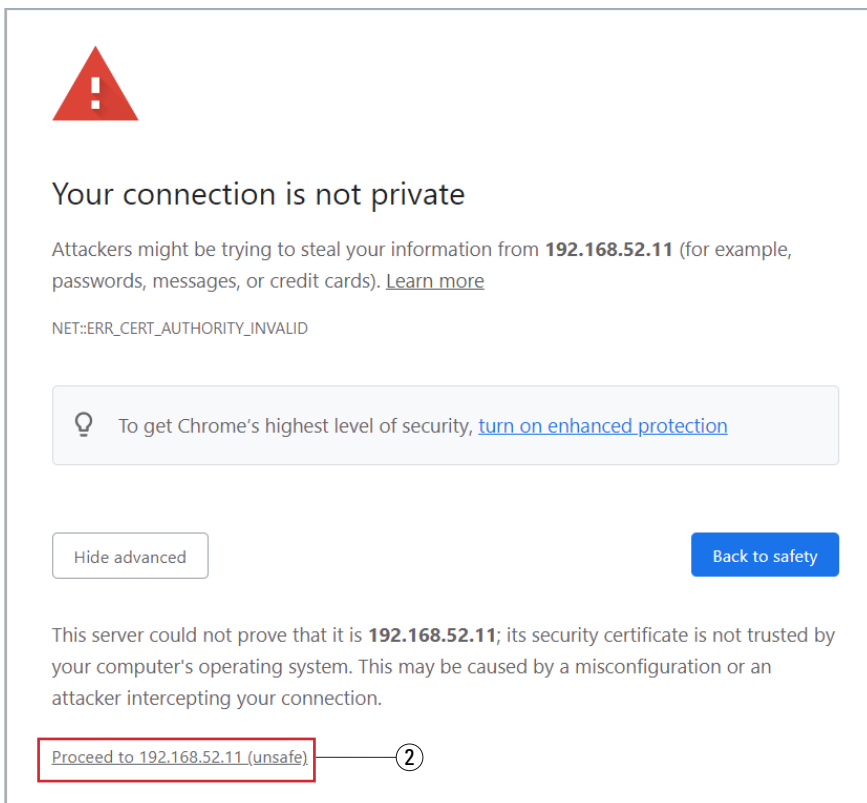 Your connection is not private
Attackers might be trying to steal your information from 192.168.52.11 (for example,
passwords, messages, or credit cards). Learn more
NET::ERR_CERT_AUTHORITY_INVALID
To get Chrome's highest level of security, turn on enhanced protection
Hide advanced
Back to safety
This server could not prove that it is 192.168.52.11; its security certificate is not trusted by
your computer's operating system. This may be caused by a misconfiguration or an
attacker intercepting your connection.
Proceed to 192.168.52.11 (unsafe)
②